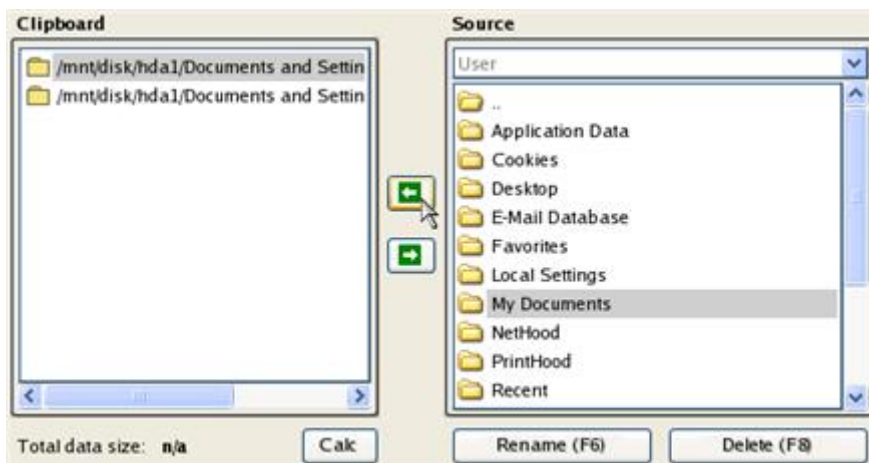 Clipboard
/mnt/disk/hda1/Documents and Settin
/mnt/disk/hda1/Documents and Settin
Total data size: n/a
Calc
Source
User
..
Application Data
Cookies
Desktop
E-Mail Database
Favorites
Local Settings
My Documents
NetHood
PrintHood
Recent
Rename (F6)
Delete (F8)